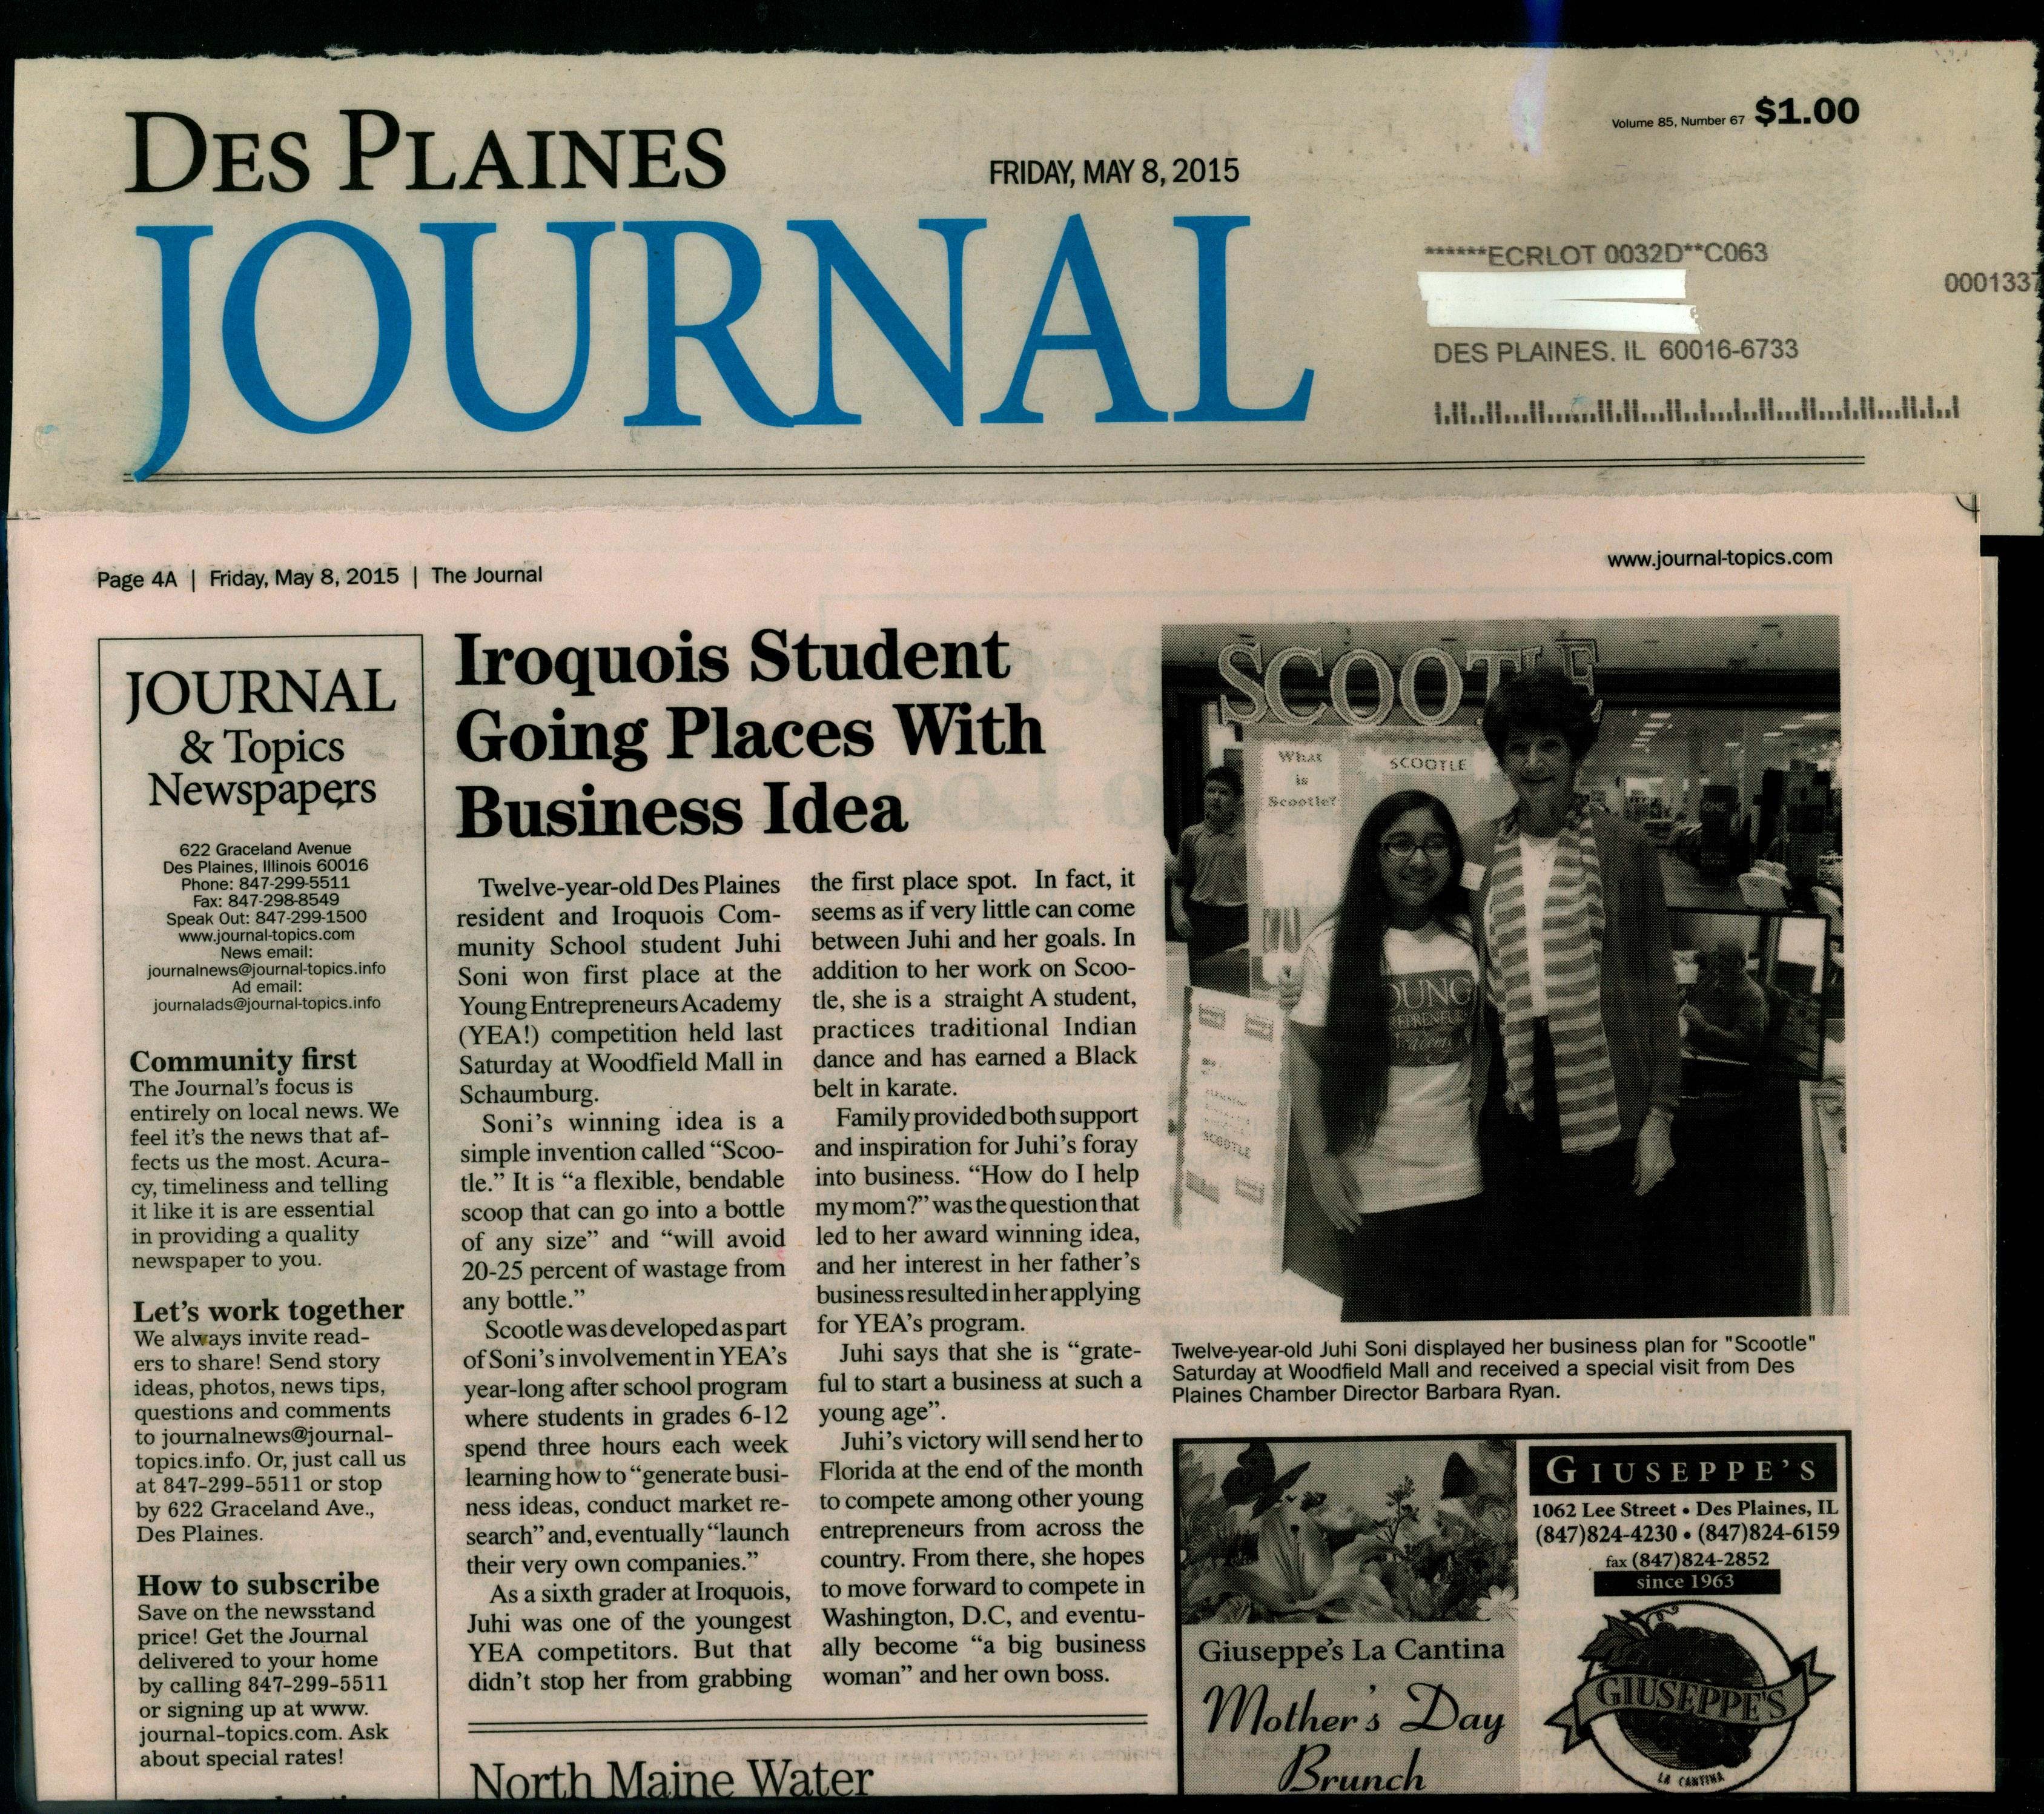 DES PLAINES
JOURNAL
FRIDAY, MAY 8, 2015
Volume 85, Number 67 $1.00
******ECRLOT 0032D**C063
0001337
DES PLAINES. IL 60016-6733
Page 4A | Friday, May 8, 2015 | The Journal
www.journal-topics.com
JOURNAL
& Topics
Newspapers
622 Graceland Avenue
Des Plaines, Illinois 60016
Phone: 847-299-5511
Fax: 847-298-8549
Speak Out: 847-299-1500
www.journal-topics.com
News email:
journalnews@journal-topics.info
Ad email:
journalads@journal-topics.info
Community first
The Journal's focus is
entirely on local news. We
feel it's the news that af-
fects us the most. Acura-
cy, timeliness and telling
it like it is are essential
in providing a quality
newspaper to you.
Let's work together
We always invite read-
ers to share! Send story
ideas, photos, news tips,
questions and comments
to journalnews@journal-
topics.info. Or, just call us
at 847-299-5511 or stop
by 622 Graceland Ave.,
Des Plaines.
How to subscribe
Save on the newsstand
price! Get the Journal
delivered to your home
by calling 847-299-5511
or signing up at www.
journal-topics.com. Ask
about special rates!
Iroquois Student
Going Places With
Business Idea
Twelve-year-old Des Plaines
resident and Iroquois Com-
munity School student Juhi
Soni won first place at the
Young Entrepreneurs Academy
(YEA!) competition held last
Saturday at Woodfield Mall in
Schaumburg.
Soni's winning idea is a
simple invention called "Scoo-
tle." It is "a flexible, bendable
scoop that can go into a bottle
of any size" and "will avoid
20-25 percent of wastage from
any bottle."
Scootle was developed as part
of Soni's involvement in YEA's
year-long after school program
where students in grades 6-12
spend three hours each week
learning how to "generate busi-
ness ideas, conduct market re-
search" and, eventually "launch
their very own companies."
As a sixth grader at Iroquois,
Juhi was one of the youngest
YEA competitors. But that
didn't stop her from grabbing
the first place spot. In fact, it
seems as if very little can come
between Juhi and her goals. In
addition to her work on Scoo-
tle, she is a straight A student,
practices traditional Indian
dance and has earned a Black
belt in karate.
Family provided both support
and inspiration for Juhi's foray
into business. "How do I help
my mom?" was the question that
led to her award winning idea,
and her interest in her father's
business resulted in her applying
for YEA's program.
Juhi says that she is "grate-
ful to start a business at such a
young age".
Juhi's victory will send her to
Florida at the end of the month
to compete among other young
entrepreneurs from across the
country. From there, she hopes
to move forward to compete in
Washington, D.C, and eventu-
ally become "a big business
woman" and her own boss.
North Maine Water
SCOOTLE
What
is
Scootle?
SCOOTLE
OUNG
REPRENEUR
SCOOTLE
Twelve-year-old Juhi Soni displayed her business plan for "Scootle"
Saturday at Woodfield Mall and received a special visit from Des
Plaines Chamber Director Barbara Ryan.
Giuseppe's La Cantina
Mother's Day
Brunch
GIUSEPPE'S
1062 Lee Street • Des Plaines, IL
(847)824-4230 • (847)824-6159
fax (847)824-2852
since 1963
GIUSEPPE'S
LA CANTINA